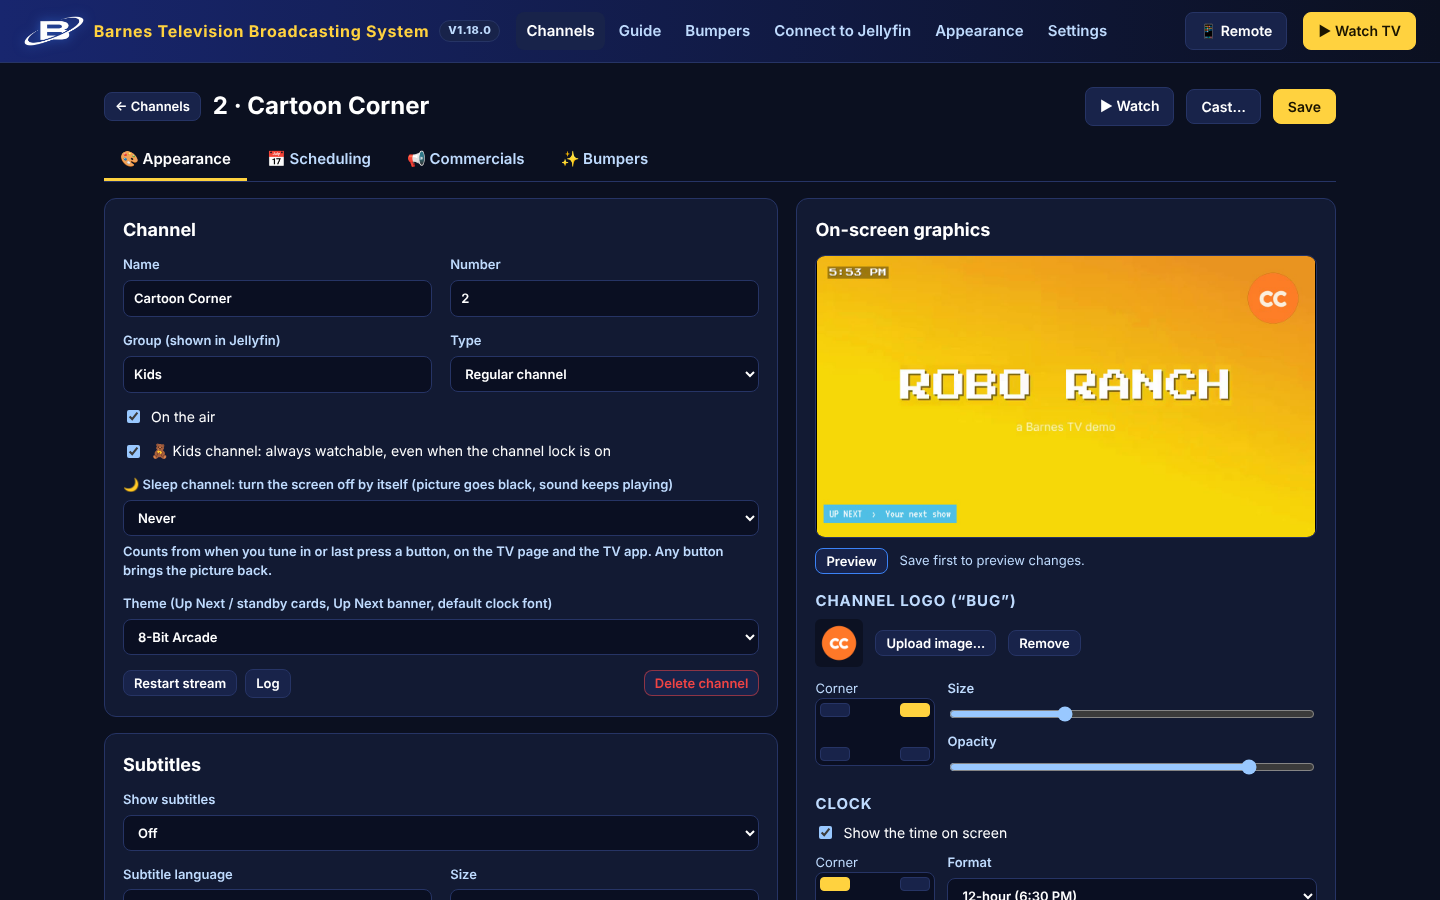 B Barnes Television Broadcasting System V1.18.0 Channels Guide Bumpers Connect to Jellyfin Appearance Settings 📱 Remote ▶ Watch TV
← Channels 2 · Cartoon Corner ▶ Watch Cast... Save
🎨 Appearance 📅 Scheduling 📢 Commercials ✨ Bumpers
Channel
Name Number
Cartoon Corner 2
Group (shown in Jellyfin) Type
Kids Regular channel
On the air
🧸 Kids channel: always watchable, even when the channel lock is on
🌙 Sleep channel: turn the screen off by itself (picture goes black, sound keeps playing)
Never
Counts from when you tune in or last press a button, on the TV page and the TV app. Any button
brings the picture back.
Theme (Up Next / standby cards, Up Next banner, default clock font)
8-Bit Arcade
Restart stream Log Delete channel
Subtitles
Show subtitles
Off
Subtitle language Size
On-screen graphics
5:53 PM
CC
ROBO RANCH
a Barnes TV demo
UP NEXT › Your next show
Preview Save first to preview changes.
CHANNEL LOGO (“BUG”)
CC Upload image... Remove
Corner Size
Opacity
CLOCK
Show the time on screen
Corner Format
12-hour (6:30 PM)